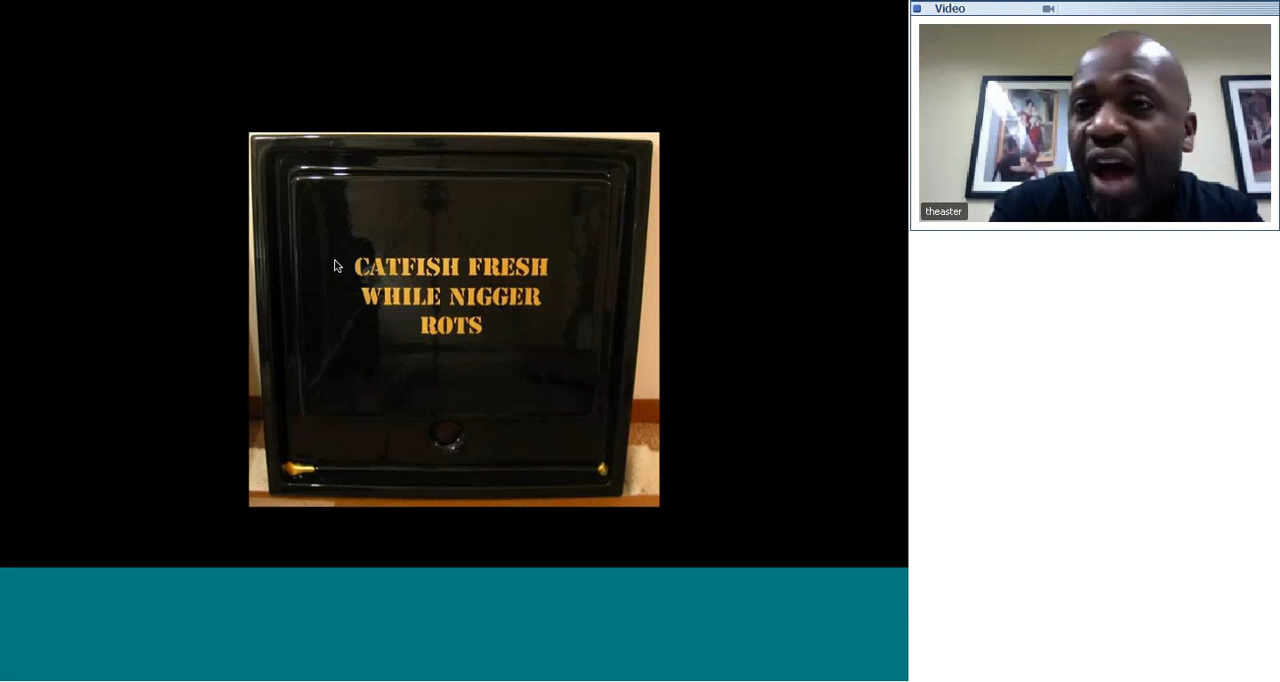 Video
CATFISH FRESH
WHILE NIGGER
ROTS
theaster